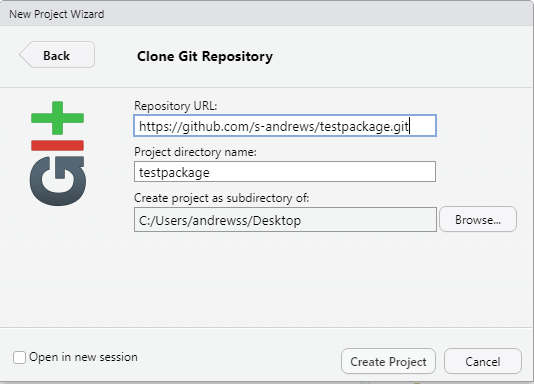 New Project Wizard
Back
Clone Git Repository
Repository URL:
https://github.com/s-andrews/testpackage.git
Project directory name:
testpackage
Create project as subdirectory of:
C:/Users/andrewss/Desktop
Browse...
GIt
Open in new session
Create Project
Cancel